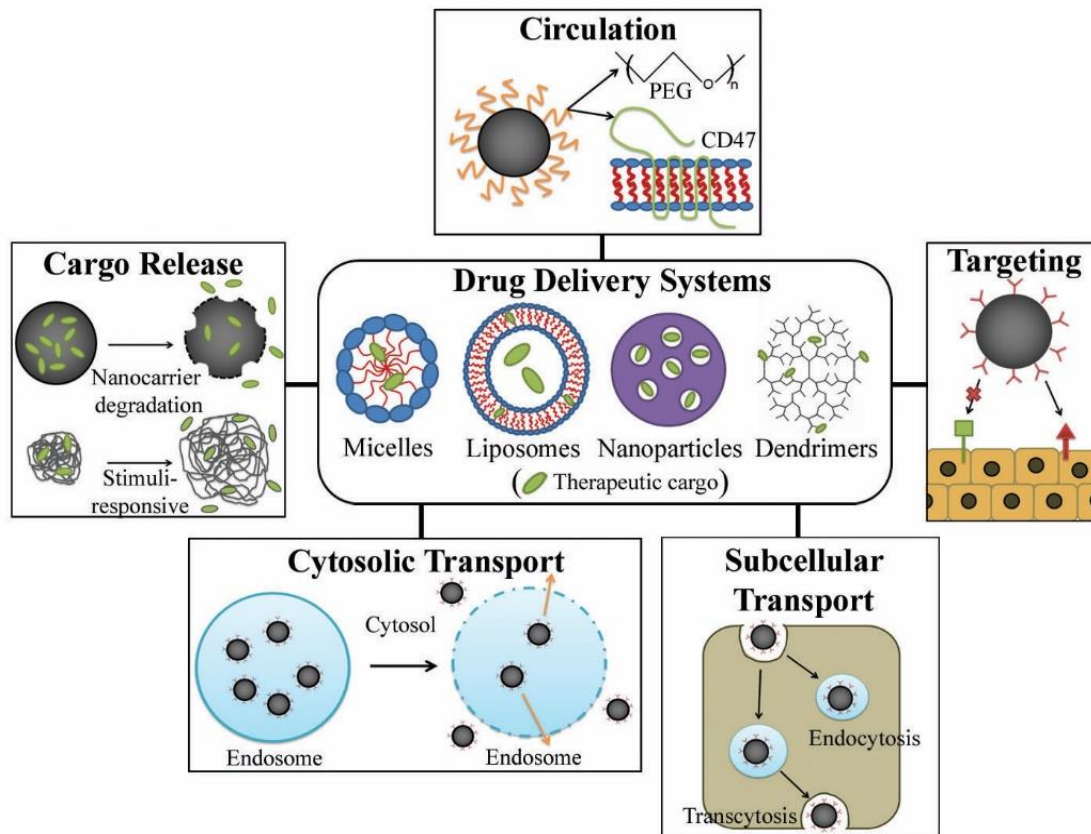 Circulation
PEG
O
n
CD47
Cargo Release
Nanocarrier
degradation
Stimuli-
responsive
Drug Delivery Systems
Micelles
Liposomes
Nanoparticles
Dendrimers
( Therapeutic cargo)
Targeting
Cytosolic Transport
Cytosol
Endosome
Endosome
Subcellular
Transport
Endocytosis
Transcytosis